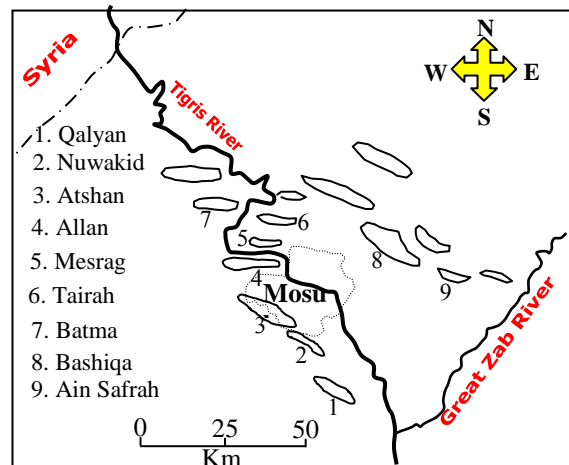 Syria
Tigris River
N
W E
S
1. Qalyan
2. Nuwakid
3. Atshan
4. Allan
5. Mesrag
6. Tairah
7. Batma
8. Bashiqa
9. Ain Safrah
7
6
5
8
4
9
Mosu
3
2
1
Great Zab River
0 25 50
Km